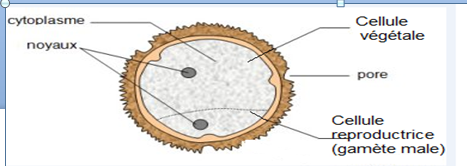 cytoplasme
noyaux
Cellule
végétale
pore
Cellule
reproductrice
(gamète male)